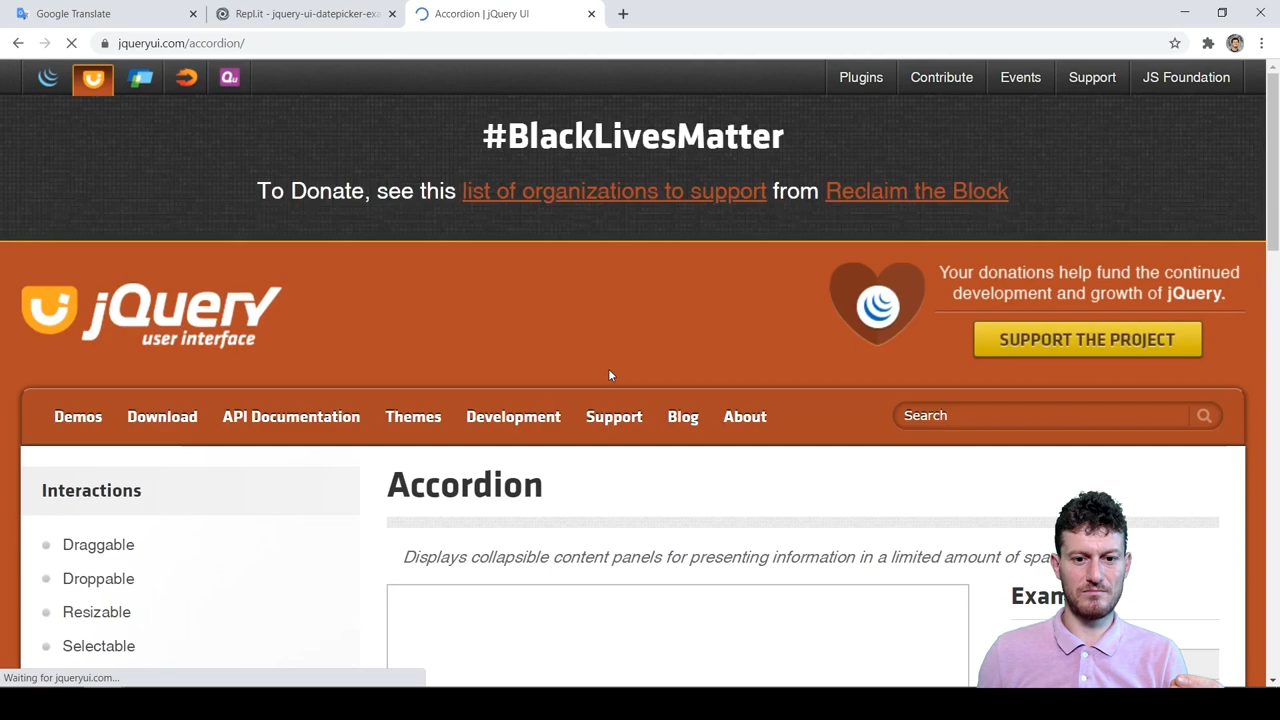 Google Translate
Repl.it - jquery-ui-datepicker-exa
Accordion | jQuery UI
jqueryui.com/accordion/
Qu
Plugins
Contribute
Events
Support
JS Foundation
#BlackLivesMatter
To Donate, see this list of organizations to support from Reclaim the Block
jQuery
user interface
Your donations help fund the continued
development and growth of jQuery.
SUPPORT THE PROJECT
Demos
Download
API Documentation
Themes
Development
Support
Blog
About
Search
Interactions
Draggable
Droppable
Resizable
Selectable
Accordion
Displays collapsible content panels for presenting information in a limited amount of spa
Exam
Waiting for jqueryui.com...